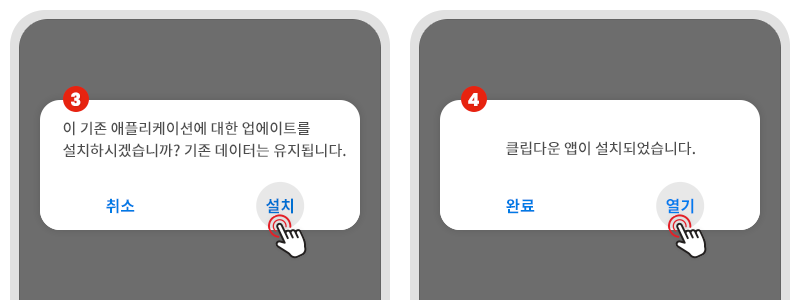 3
이 기존 애플리케이션에 대한 업에이트를
설치하시겠습니까? 기존 데이터는 유지됩니다.
취소
설치
4
클립다운 앱이 설치되었습니다.
완료
열기